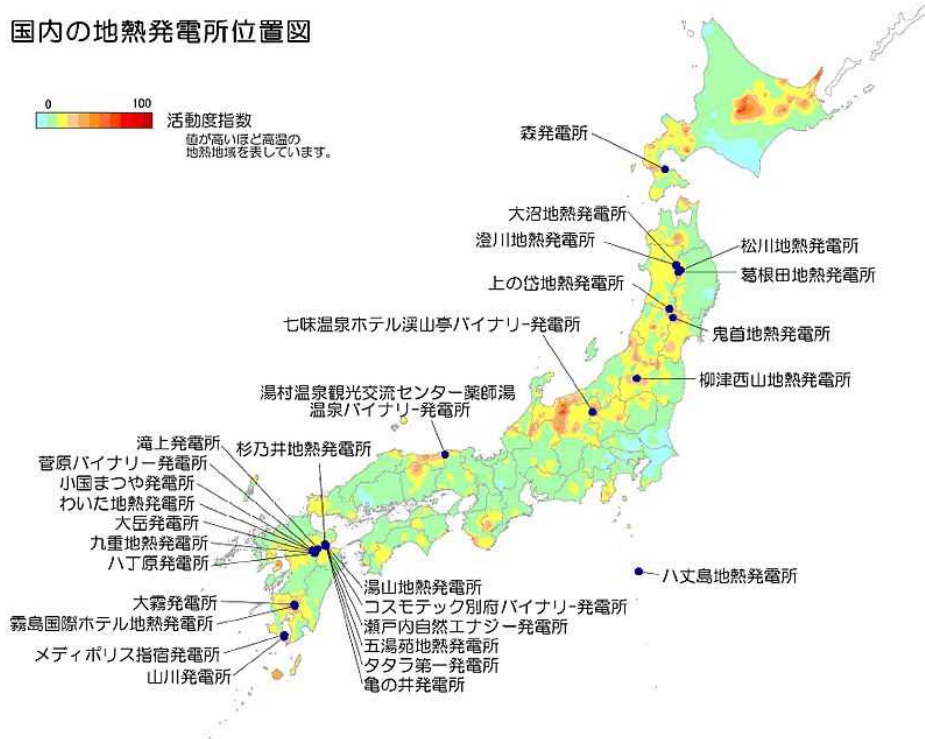 国内の地熱発電所位置図
0 100
活動度指数
値が高いほど高温の
地熱地域を表しています。
森発電所
大沼地熱発電所
澄川地熱発電所
松川地熱発電所
葛根田地熱発電所
上の岱地熱発電所
七味温泉ホテル渓山亭バイナリー発電所
鬼首地熱発電所
柳津西山地熱発電所
湯村温泉観光交流センター薬師湯
温泉バイナリー発電所
滝上発電所
杉乃井地熱発電所
菅原バイナリー発電所
小国まつや発電所
わいた地熱発電所
大岳発電所
九重地熱発電所
八丁原発電所
八丈島地熱発電所
湯山地熱発電所
コスモテック別府バイナリー発電所
瀬戸内自然エナジー発電所
五湯苑地熱発電所
タタラ第一発電所
亀の井発電所
大霧発電所
霧島国際ホテル地熱発電所
メディポリス指宿発電所
山川発電所